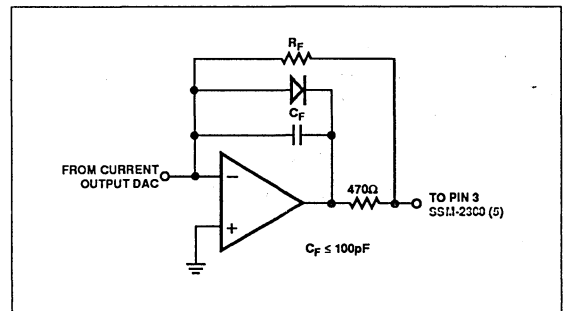 RF
CF
FROM CURRENT
OUTPUT DAC
−
+
470Ω
TO PIN 3
SSM-2300 (5)
CF ≤ 100pF